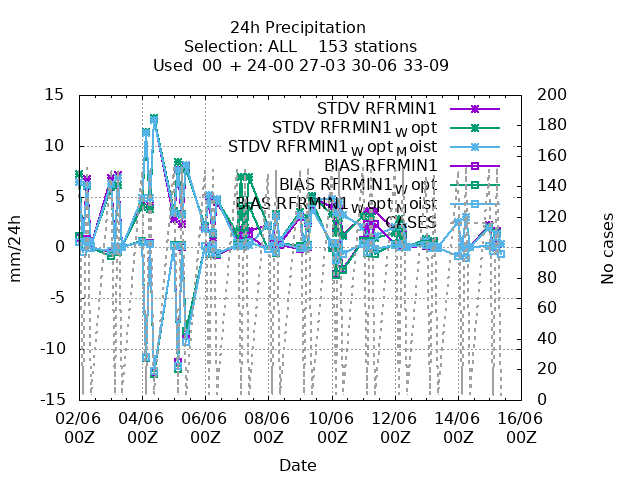 24h Precipitation
Selection: ALL 153 stations
Used 00 + 24-00 27-03 30-06 33-09
15 200
STDV RFRMIN1
180
STDV RFRMIN1W opt
10 160
STDV RFRMIN1W optMoist
BIAS RFRMIN1
5 140
BIAS RFRMIN1W opt
BIAS RFRMIN1W optMoist
120
CASES
0 100
80
-5
60
40
-10
20
-15 0
mm/24h
No cases
02/06 04/06 06/06 08/06 10/06 12/06 14/06 16/06
00Z 00Z 00Z 00Z 00Z 00Z 00Z 00Z
Date